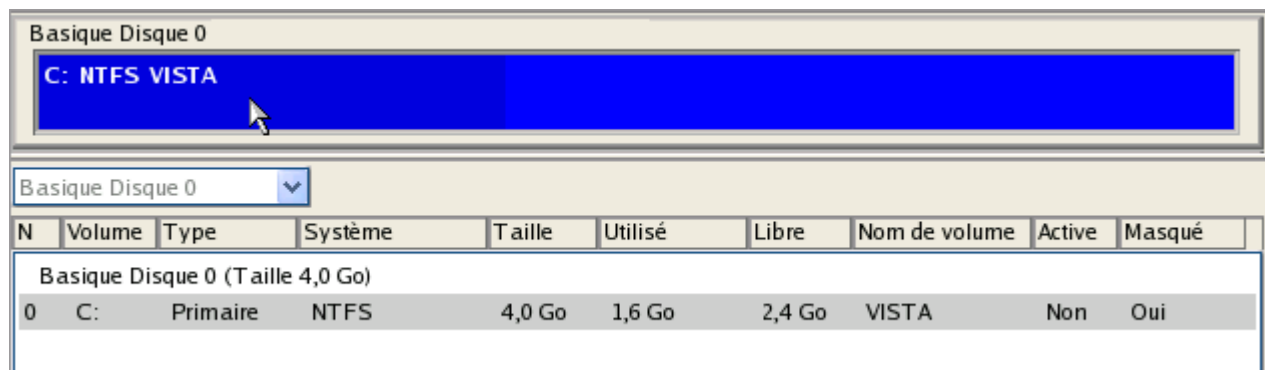 Basique Disque 0
C: NTFS VISTA
Basique Disque 0
N Volume Type Système Taille Utilisé Libre Nom de volume Active Masqué
Basique Disque 0 (Taille 4,0 Go)
0 C: Primaire NTFS 4,0 Go 1,6 Go 2,4 Go VISTA Non Oui